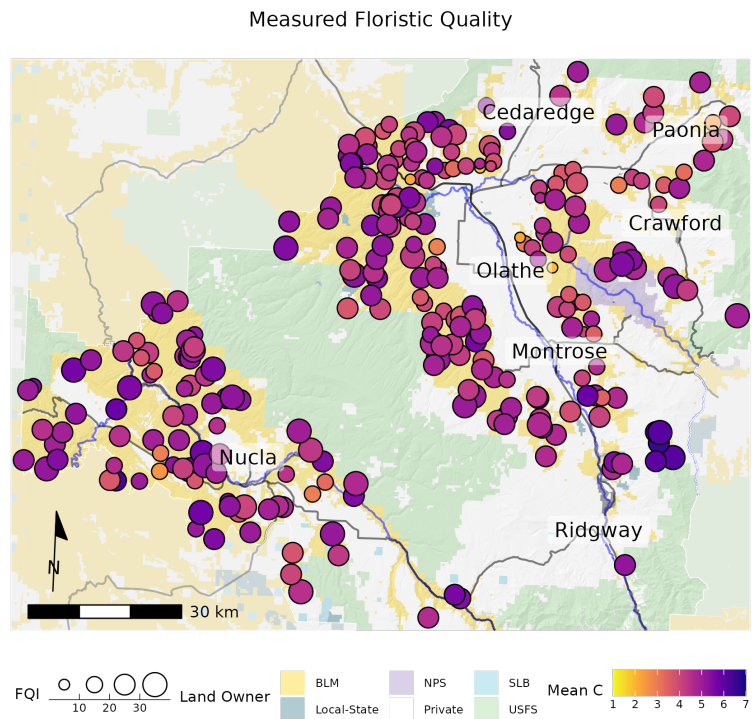 Measured Floristic Quality
Cedaredge
Paonia
Crawford
Olathe
Montrose
Nucla
Ridgway
N
30 km
FQI
10 20 30
Land Owner
BLM
NPS
SLB
Local-State
Private
USFS
Mean C
1 2 3 4 5 6 7